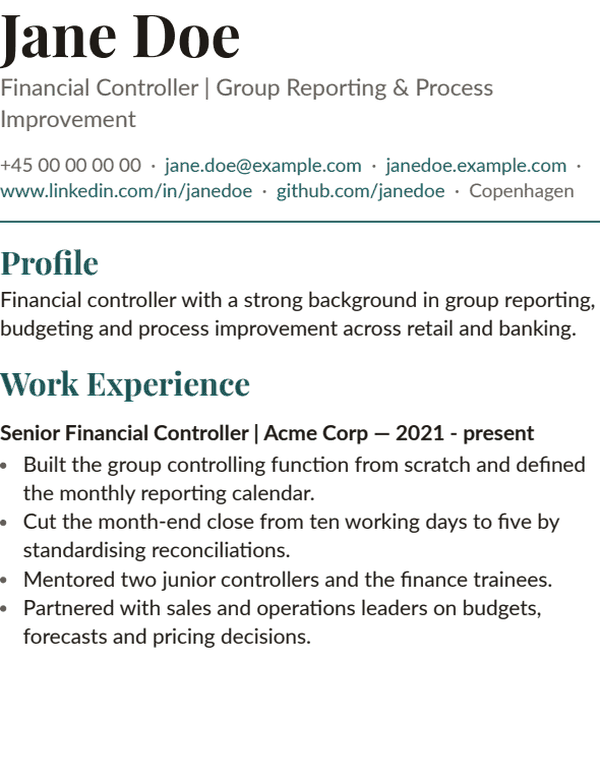 Jane Doe
Financial Controller | Group Reporting & Process
Improvement
+45 00 00 00 00 · jane.doe@example.com · janedoe.example.com ·
www.linkedin.com/in/janedoe · github.com/janedoe · Copenhagen
Profile
Financial controller with a strong background in group reporting,
budgeting and process improvement across retail and banking.
Work Experience
Senior Financial Controller | Acme Corp — 2021 - present
• Built the group controlling function from scratch and defined
the monthly reporting calendar.
• Cut the month-end close from ten working days to five by
standardising reconciliations.
• Mentored two junior controllers and the finance trainees.
• Partnered with sales and operations leaders on budgets,
forecasts and pricing decisions.